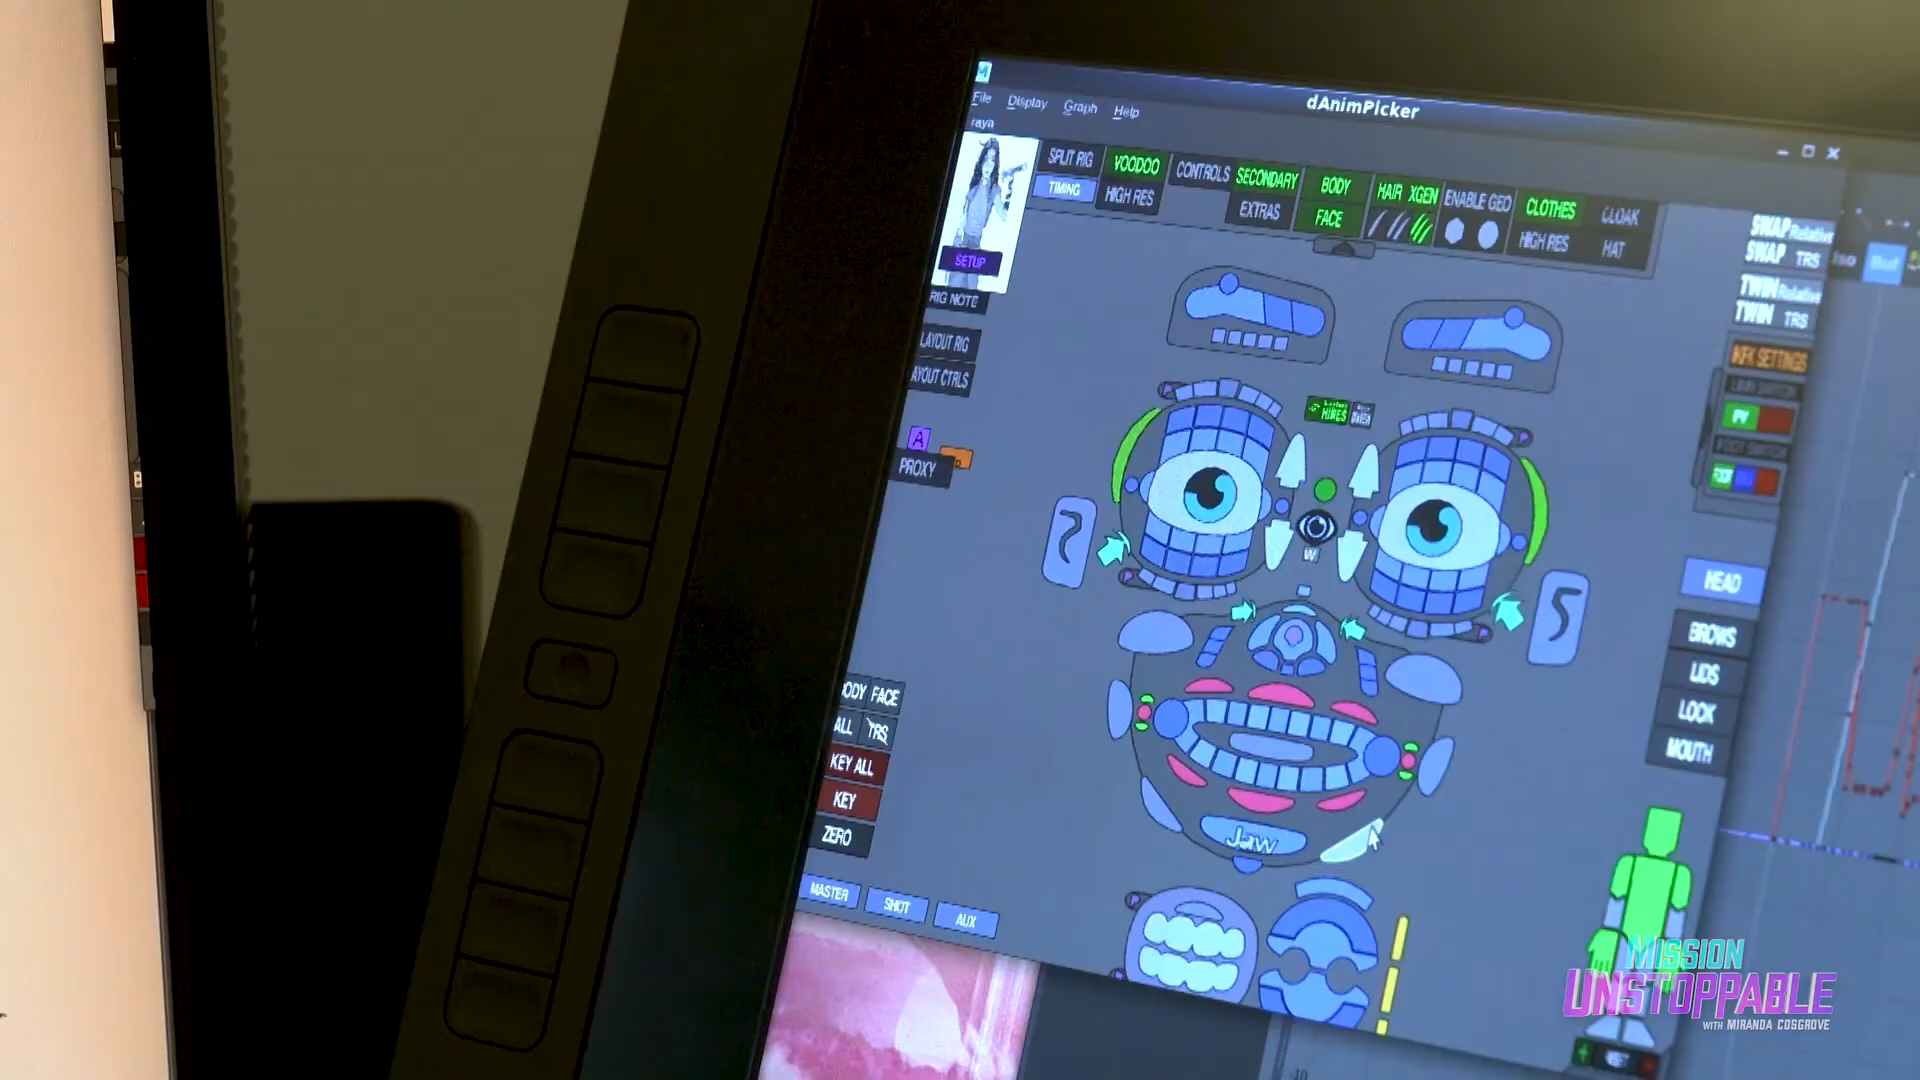 dAnimPicker
File Display Graph Help
raya
SPLIT RIG
TIMING
VOODOO
HIGH RES
CONTROLS
SECONDARY
EXTRAS
BODY
FACE
HAIR XGEN
ENABLE GEO
CLOTHES
HIGH RES
CLOAK
HAT
SETUP
RIG NOTE
LAYOUT RIG
AYOUT CTRLS
A
PROXY
SWAP Relative
SWAP TRS
TWIN Relative
TWIN TRS
IKFK SETTINGS
HIRES
W
HEAD
BROWS
LIDS
LOOK
MOUTH
ODY FACE
ALL TRS
KEY ALL
KEY
ZERO
Jaw
MASTER
SHOT
AUX
MISSION
UNSTOPPABLE
WITH MIRANDA COSGROVE